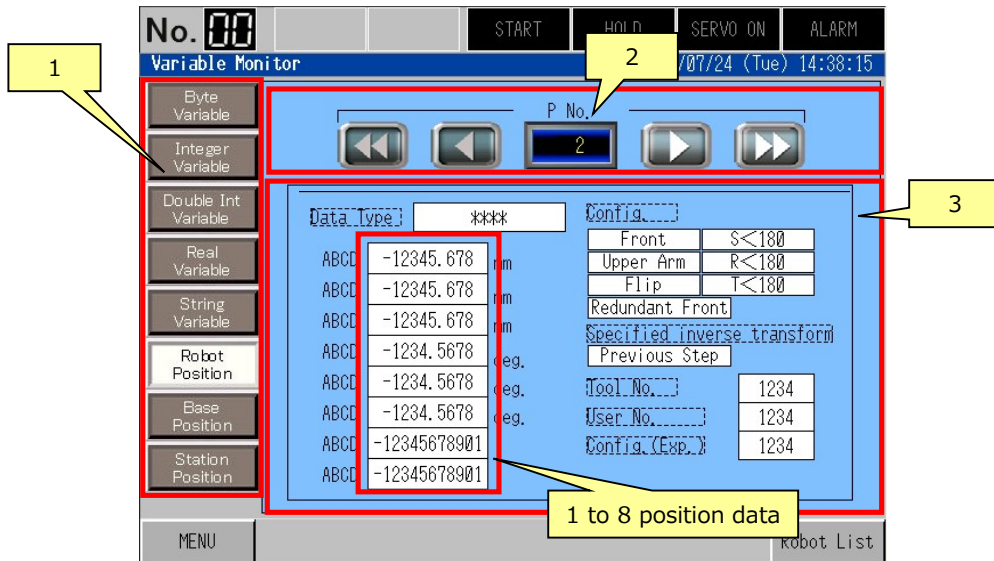 No. 00 START HOLD SERVO ON ALARM
Variable Monitor /07/24 (Tue) 14:38:15
1
2
3
Byte
Variable
Integer
Variable
Double Int
Variable
Real
Variable
String
Variable
Robot
Position
Base
Position
Station
Position
P No.
2
Data Type ****
ABCD -12345.678 mm
ABCD -12345.678 mm
ABCD -12345.678 mm
ABCD -1234.5678 deg.
ABCD -1234.5678 deg.
ABCD -1234.5678 deg.
ABCD -12345678901
ABCD -12345678901
Config.
Front S<180
Upper Arm R<180
Flip T<180
Redundant Front
Specified inverse transform
Previous Step
Tool No. 1234
User No. 1234
Config.(Exp.) 1234
1 to 8 position data
MENU Robot List